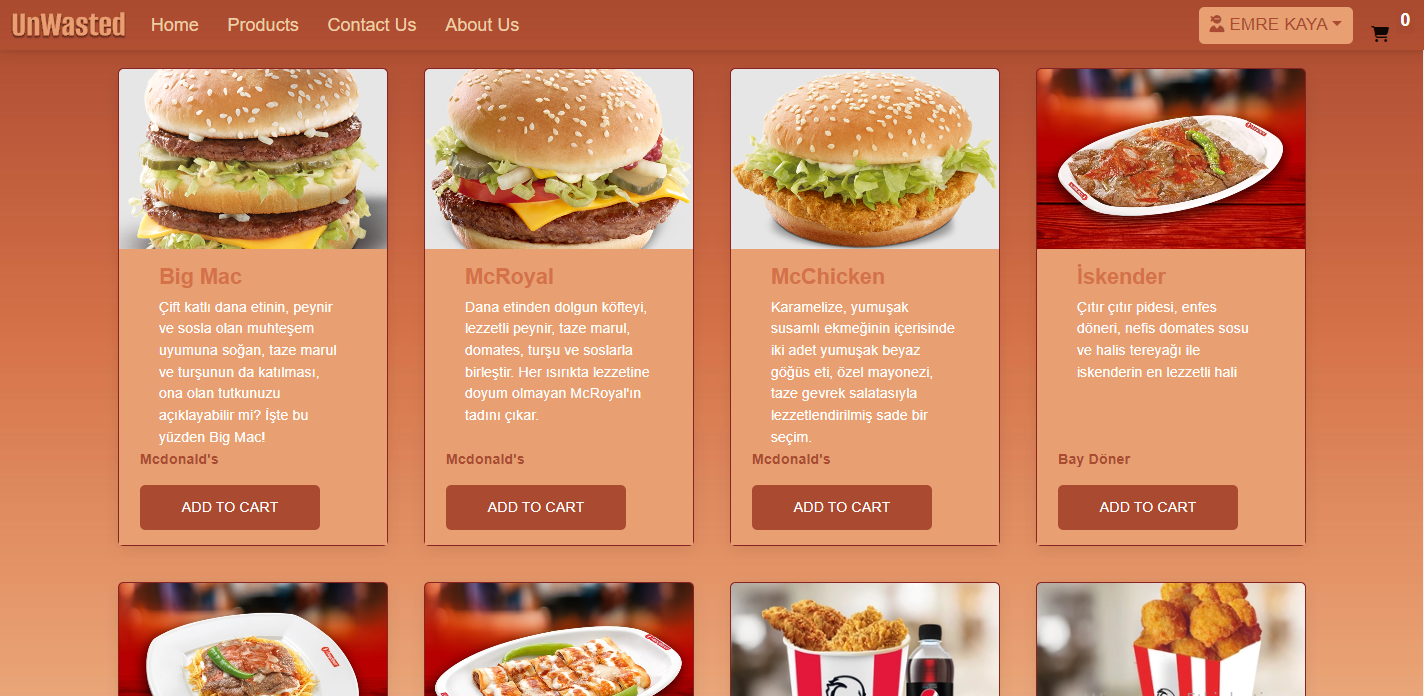 UnWasted Home Products Contact Us About Us EMRE KAYA 0
Big Mac
Çift katlı dana etinin, peynir
ve sosla olan muhteşem
uyumuna soğan, taze marul
ve turşunun da katılması,
ona olan tutkunuzu
açıklayabilir mi? İşte bu
yüzden Big Mac!
Mcdonald's
ADD TO CART
McRoyal
Dana etinden dolgun köfteyi,
lezzetli peynir, taze marul,
domates, turşu ve soslarla
birleştir. Her ısırıkta lezzetine
doyum olmayan McRoyal'ın
tadını çıkar.
Mcdonald's
ADD TO CART
McChicken
Karamelize, yumuşak
susamlı ekmeğinin içerisinde
iki adet yumuşak beyaz
göğüs eti, özel mayonezi,
taze gevrek salatasıyla
lezzetlendirilmiş sade bir
seçim.
Mcdonald's
ADD TO CART
İskender
Çıtır çıtır pidesi, enfes
döneri, nefis domates sosu
ve halis tereyağı ile
iskenderin en lezzetli hali
Bay Döner
ADD TO CART